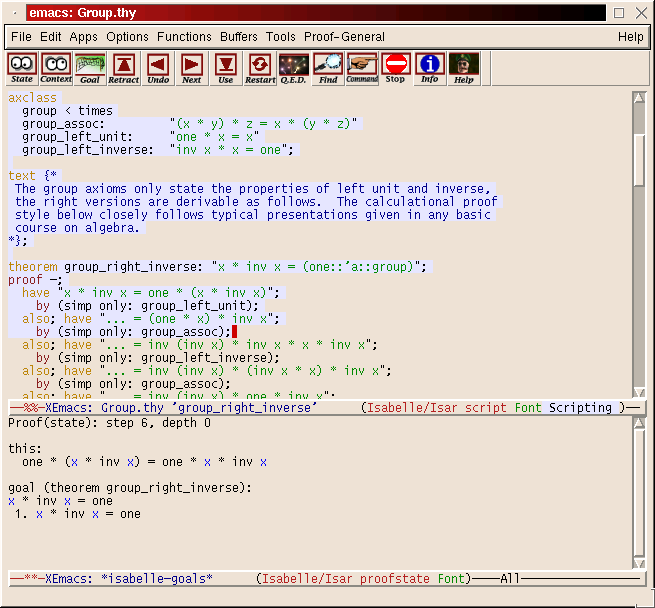 emacs: Group.thy
File Edit Apps Options Functions Buffers Tools Proof-General Help
State Context Goal Retract Undo Next Use Restart Q.E.D. Find Command Stop Info Help
axclass
  group < times
  group_assoc:         "(x * y) * z = x * (y * z)"
  group_left_unit:     "one * x = x"
  group_left_inverse:  "inv x * x = one";
text {*
 The group axioms only state the properties of left unit and inverse,
 the right versions are derivable as follows.  The calculational proof
 style below closely follows typical presentations given in any basic
 course on algebra.
*};
theorem group_right_inverse: "x * inv x = (one::'a::group)";
proof -;
  have "x * inv x = one * (x * inv x)";
    by (simp only: group_left_unit);
  also; have "... = (one * x) * inv x";
    by (simp only: group_assoc);
  also; have "... = inv (inv x) * inv x * x * inv x";
    by (simp only: group_left_inverse);
  also; have "... = inv (inv x) * (inv x * x) * inv x";
    by (simp only: group_assoc);
  also; have "... = inv (inv x) * one * inv x";
--%%-XEmacs: Group.thy 'group_right_inverse'      (Isabelle/Isar script Font Scripting )--
Proof(state): step 6, depth 0
this:
  one * (x * inv x) = one * x * inv x
goal (theorem group_right_inverse):
x * inv x = one
 1. x * inv x = one
--**-XEmacs: *isabelle-goals*      (Isabelle/Isar proofstate Font)----All----